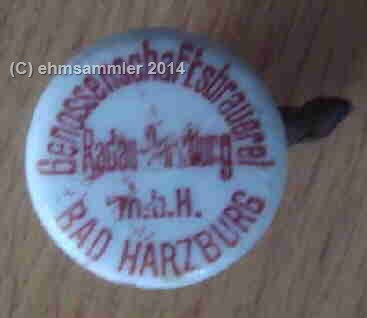 (C) ehmsammler 2014
Genossenschaftsbrauerei
Radau-Harzburg
m.b.H.
BAD HARZBURG